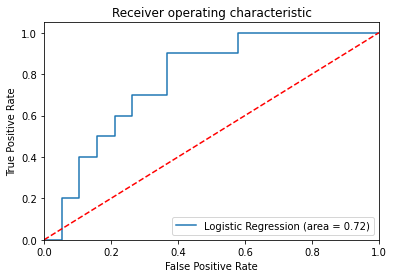 Receiver operating characteristic
True Positive Rate
1.0
0.8
0.6
0.4
0.2
0.0
Logistic Regression (area = 0.72)
0.0 0.2 0.4 0.6 0.8 1.0
False Positive Rate